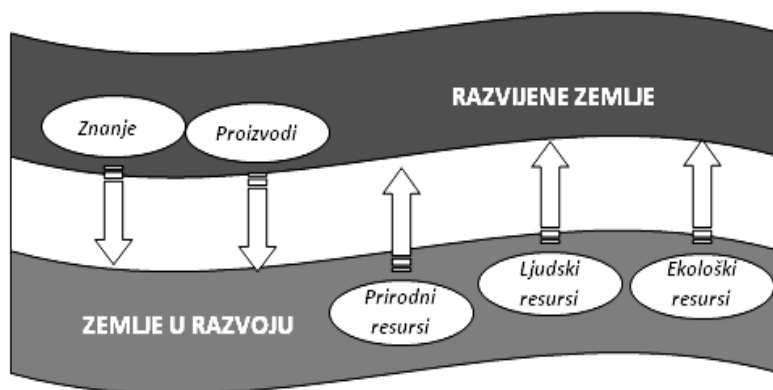 RAZVIJENE ZEMLJE
Znanje
Proizvodi
Prirodni
resursi
Ljudski
resursi
Ekološki
resursi
ZEMLJE U RAZVOJU